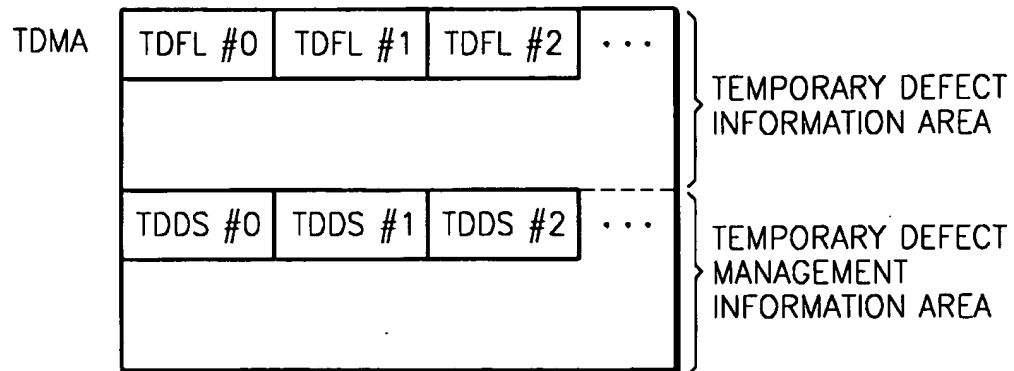 TDMA
TDFL #0 TDFL #1 TDFL #2 ···
TEMPORARY DEFECT
INFORMATION AREA
TDDS #0 TDDS #1 TDDS #2 ···
TEMPORARY DEFECT
MANAGEMENT
INFORMATION AREA